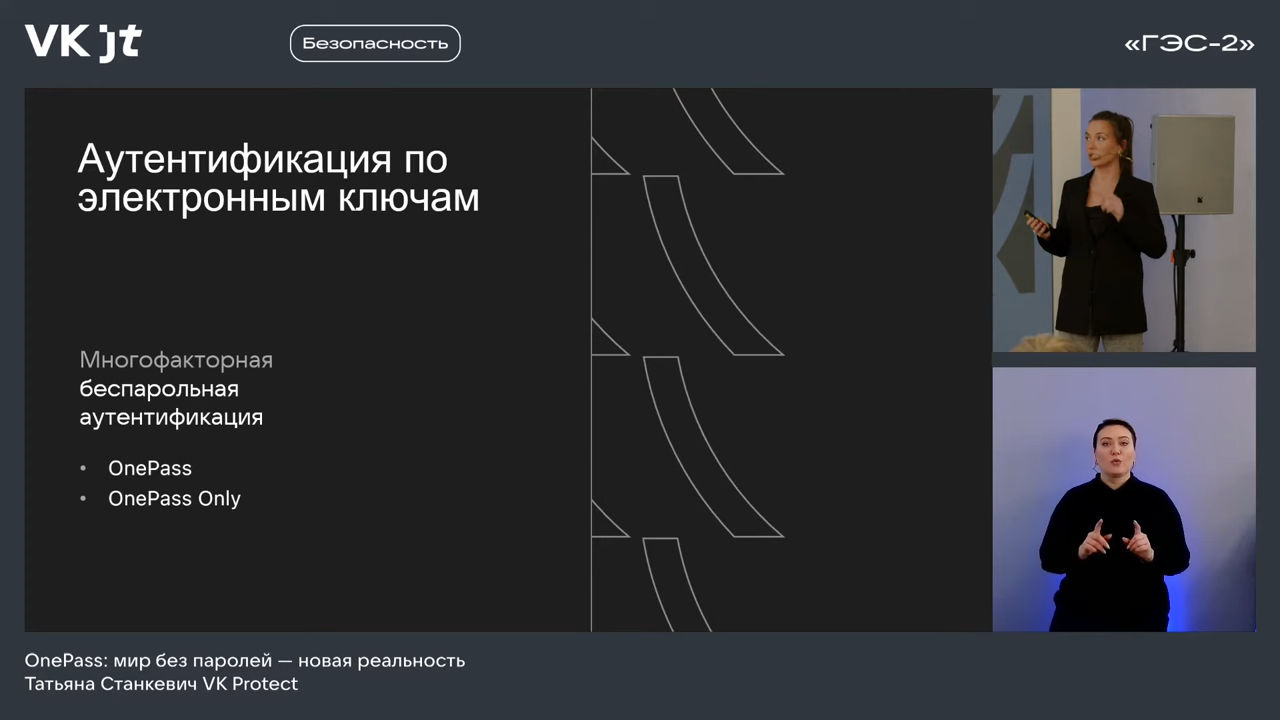 VK jt
Безопасность
«ГЭС-2»
Аутентификация по
электронным ключам
Многофакторная
беспарольная
аутентификация
• OnePass
• OnePass Only
OnePass: мир без паролей — новая реальность
Татьяна Станкевич VK Protect